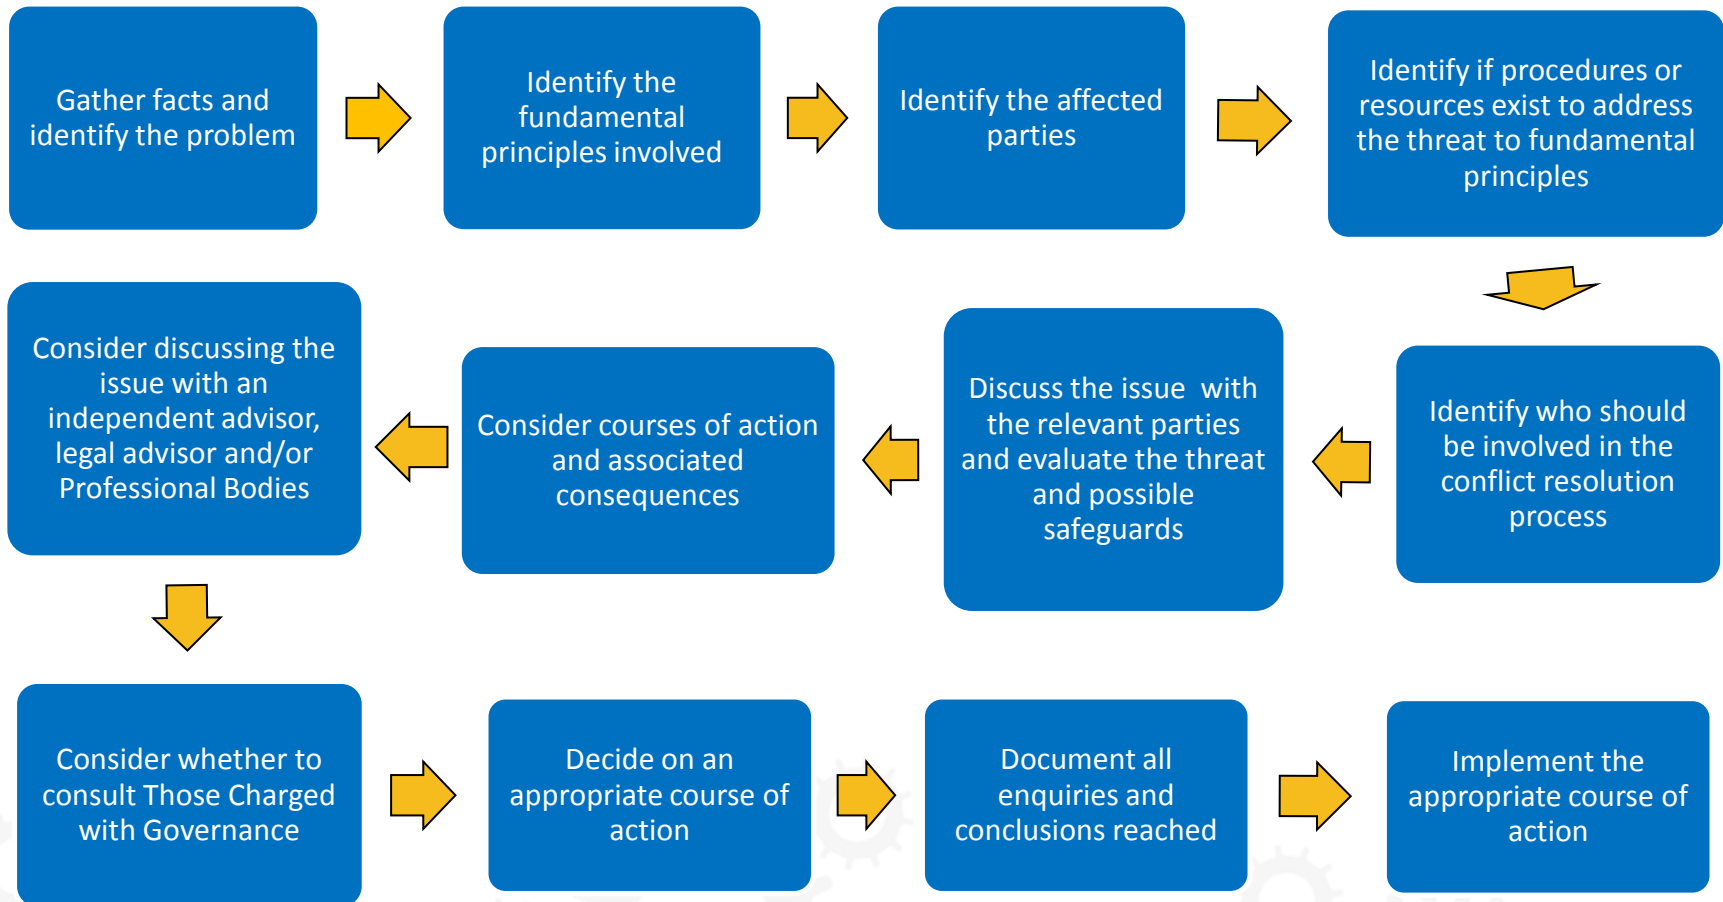 Gather facts and
identify the problem
Identify the
fundamental
principles involved
Identify the affected
parties
Identify if procedures or
resources exist to address
the threat to fundamental
principles
Identify who should
be involved in the
conflict resolution
process
Discuss the issue  with
the relevant parties
and evaluate the threat
and possible
safeguards
Consider courses of action
and associated
consequences
Consider discussing the
issue with an
independent advisor,
legal advisor and/or
Professional Bodies
Consider whether to
consult Those Charged
with Governance
Decide on an
appropriate course of
action
Document all
enquiries and
conclusions reached
Implement the
appropriate course of
action